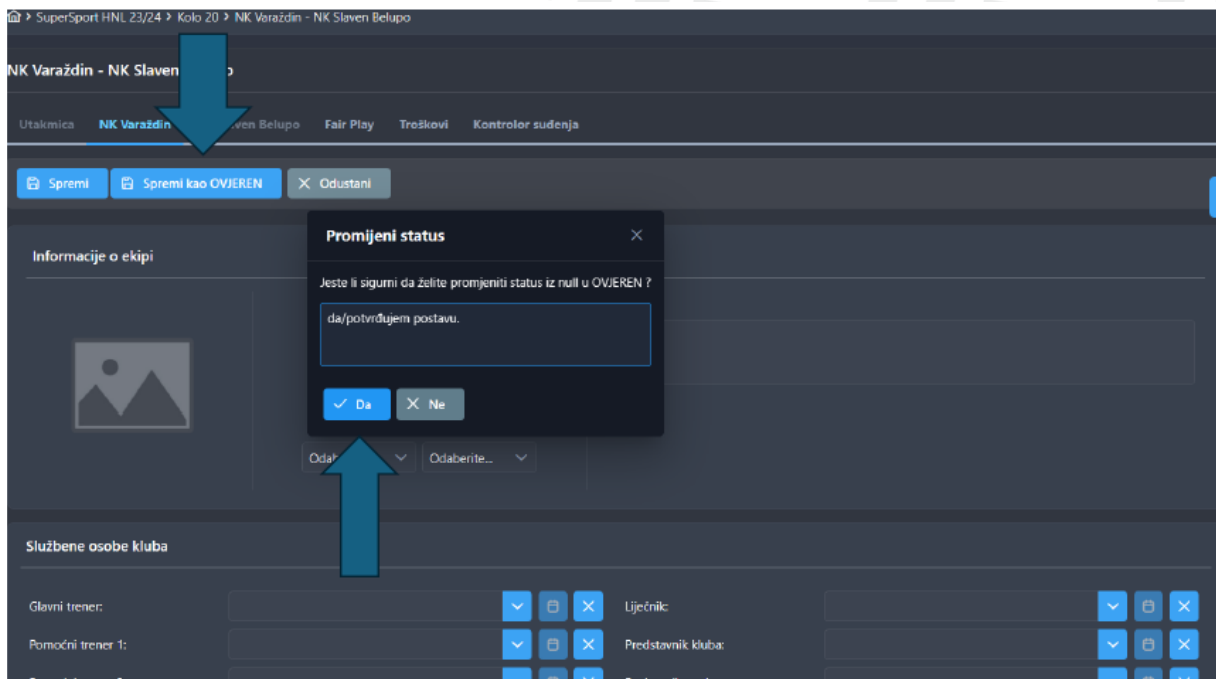 SuperSport HNL 23/24 > Kolo 20 > NK Varaždin - NK Slaven Belupo
NK Varaždin - NK Slaven
Utakmica NK Varaždin Belupo Fair Play Troškovi Kontrolor suđenja
Spremi Spremi kao OVJEREN Odustani
Promijeni status
Informacije o ekipi
Jeste li sigurni da želite promjeniti status iz null u OVJEREN ?
da/potvrđujem postavu.
Da Ne
Odaberite...
Službene osobe kluba
Glavni trener: Liječnik:
Pomoćni trener 1: Predstavnik kluba: